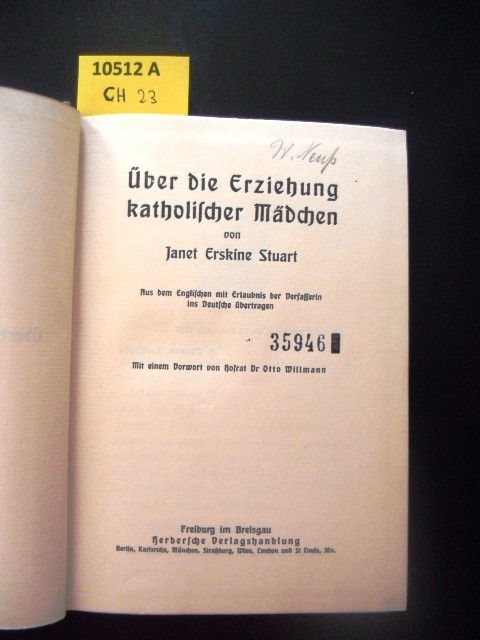 10512 A
CH 23
W. Neuß
Über die Erziehung
katholiſcher Mädchen
von
Janet Erskine Stuart
Aus dem Engliſchen mit Erlaubnis der Verfaſſerin
ins Deutſche übertragen
35946
Mit einem Vorwort von Hofrat Dr Otto Willmann
Freiburg im Breisgau
Herderſche Verlagshandlung
Berlin, Karlsruhe, München, Straßburg, Wien, London und St Louis, Mo.